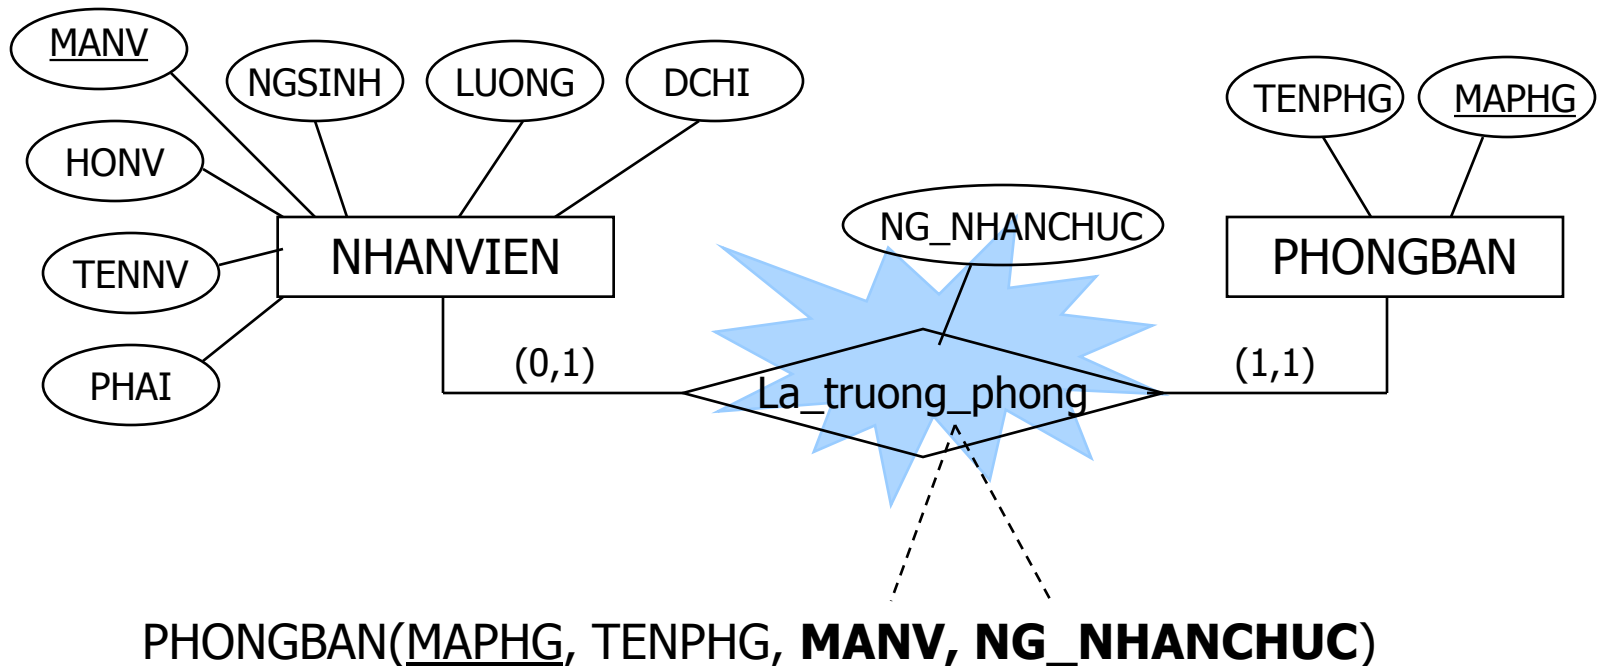 MANV
NGSINH
LUONG
DCHI
TENPHG
MAPHG
HONV
NG_NHANCHUC
TENNV
NHANVIEN
PHONGBAN
PHAI
(0,1)
La_truong_phong
(1,1)
PHONGBAN(MAPHG, TENPHG, MANV, NG_NHANCHUC)